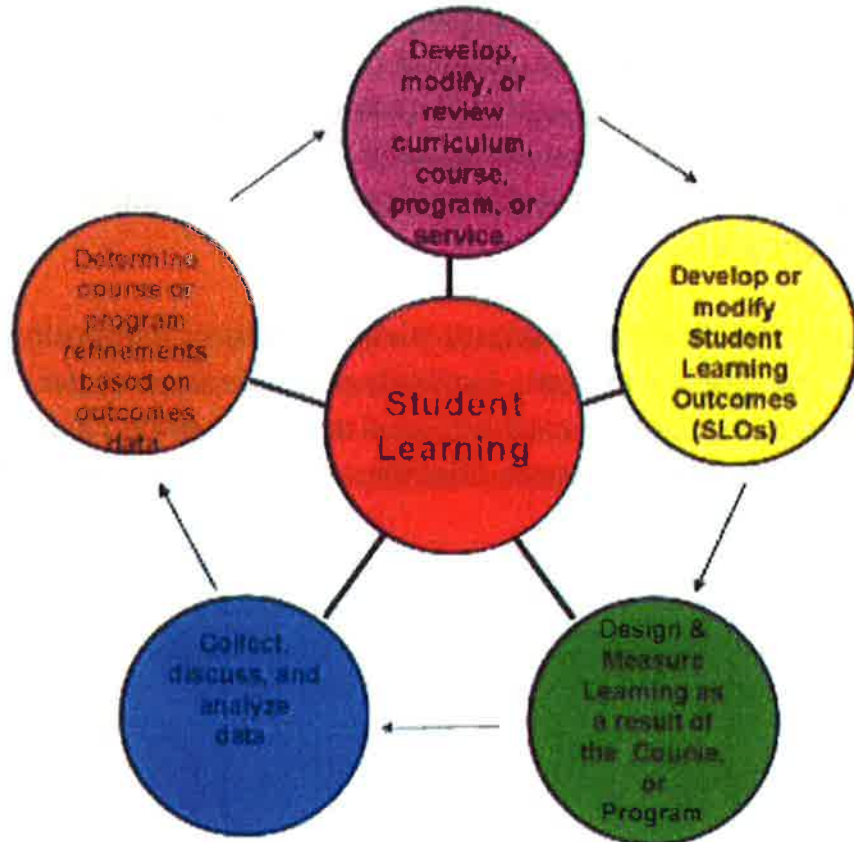 Develop,
modify, or
review
curriculum,
course,
program, or
service
Develop or
modify
Student
Learning
Outcomes
(SLOs)
Design &
Measure
Learning as
a result of
the Course,
or
Program
Collect,
discuss, and
analyze
data
Determine
course or
program
refinements
based on
outcomes
data
Student
Learning